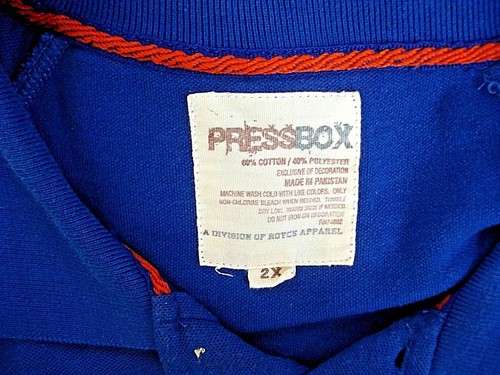 PRESSBOX
60% COTTON / 40% POLYESTER
EXCLUSIVE OF DECORATION
MADE IN PAKISTAN
MACHINE WASH COLD WITH LIKE COLORS. ONLY
NON-CHLORINE BLEACH WHEN NEEDED. TUMBLE
DRY LOW. WARM IRON IF NEEDED.
DO NOT IRON ON DECORATION
A DIVISION OF ROYCE APPAREL
2X